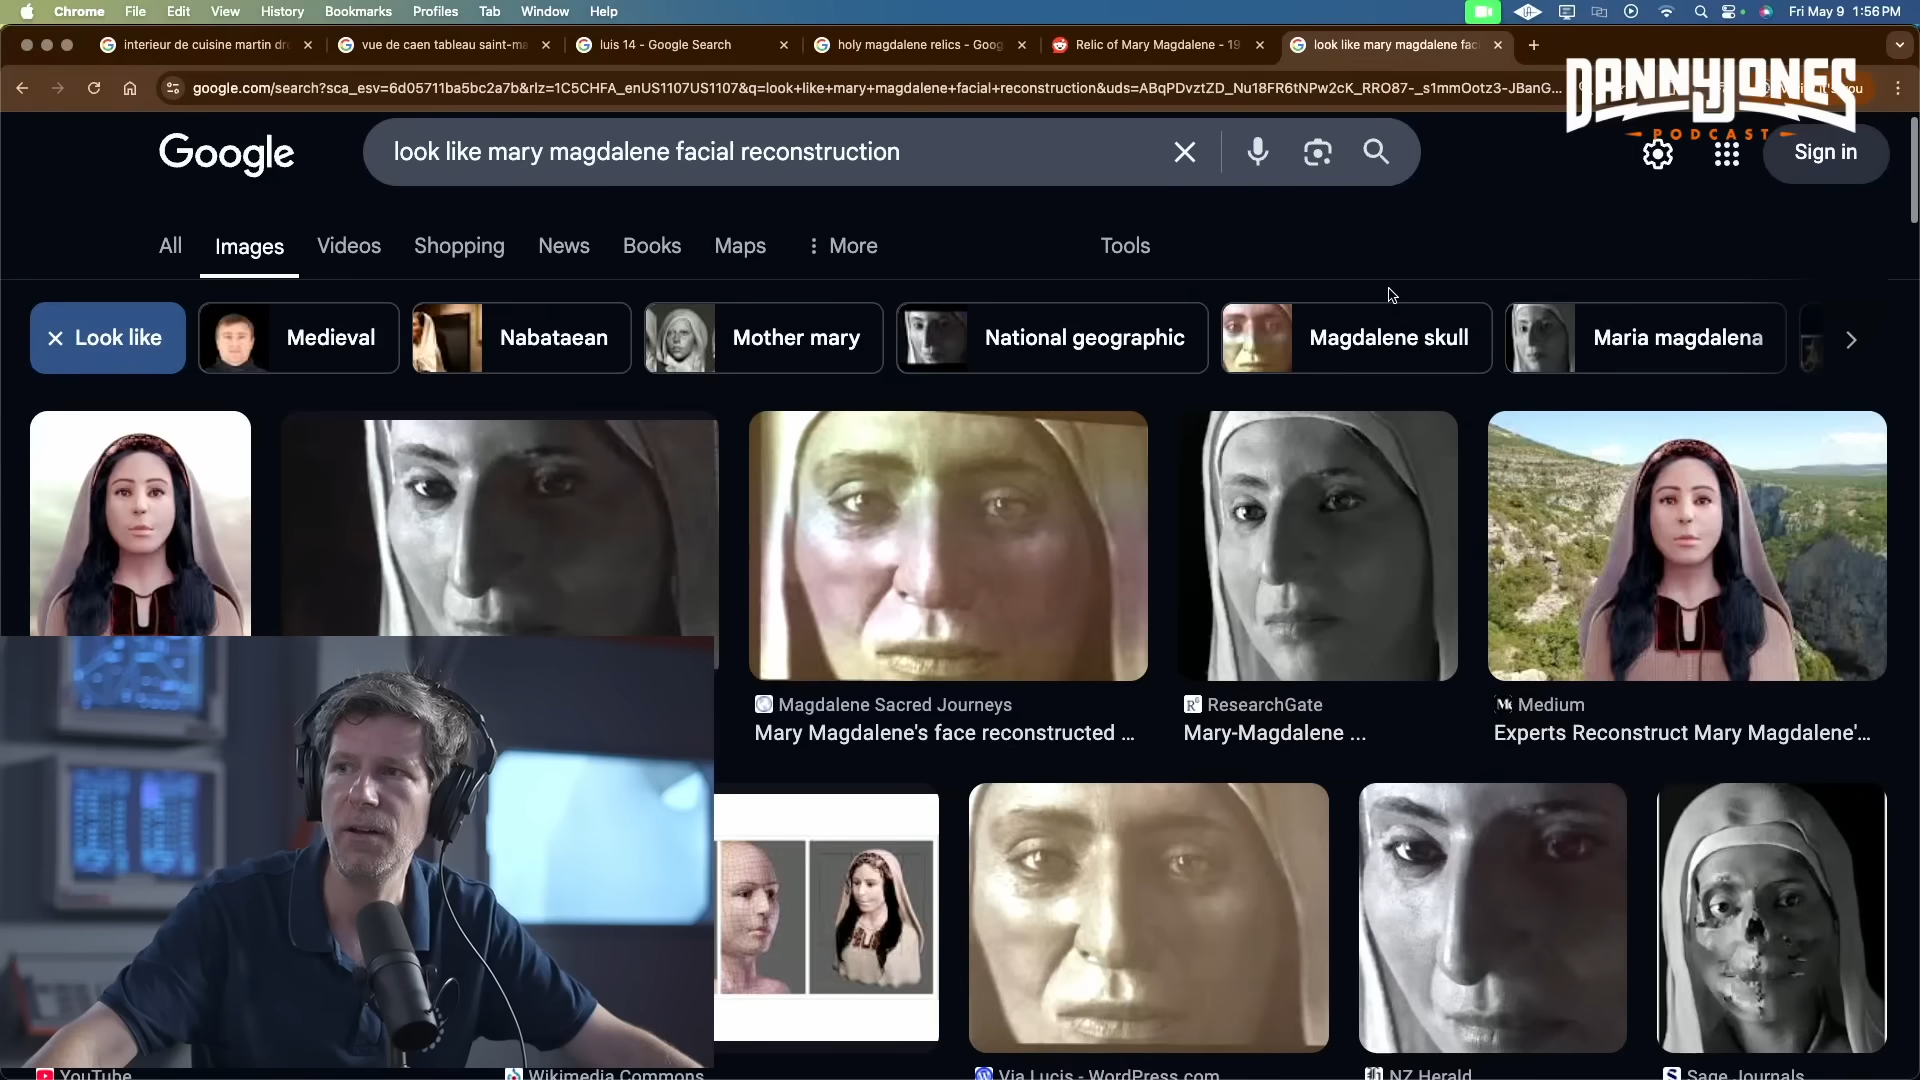 Chrome File Edit View History Bookmarks Profiles Tab Window Help
Fri May 9 1:56 PM
interieur de cuisine martin dr
vue de caen tableau saint-ma
luis 14 - Google Search
holy magdalene relics - Goog
Relic of Mary Magdalene - 19
look like mary magdalene fac
google.com/search?sca_esv=6d05711ba5bc2a7b&rlz=1C5CHFA_enUS1107US1107&q=look+like+mary+magdalene+facial+reconstruction&uds=ABqPDvztZD_Nu18FR6tNPw2cK_RRO87-_s1mmOotz3-JBanG...
DANNY JONES
PODCAST
Google
look like mary magdalene facial reconstruction
Sign in
All Images Videos Shopping News Books Maps More Tools
Look like
Medieval
Nabataean
Mother mary
National geographic
Magdalene skull
Maria magdalena
Magdalene Sacred Journeys
Mary Magdalene's face reconstructed ...
ResearchGate
Mary-Magdalene ...
Medium
Experts Reconstruct Mary Magdalene'...
YouTube
Wikimedia Commons
Via Lucis - WordPress.com
NZ Herald
Sage Journals